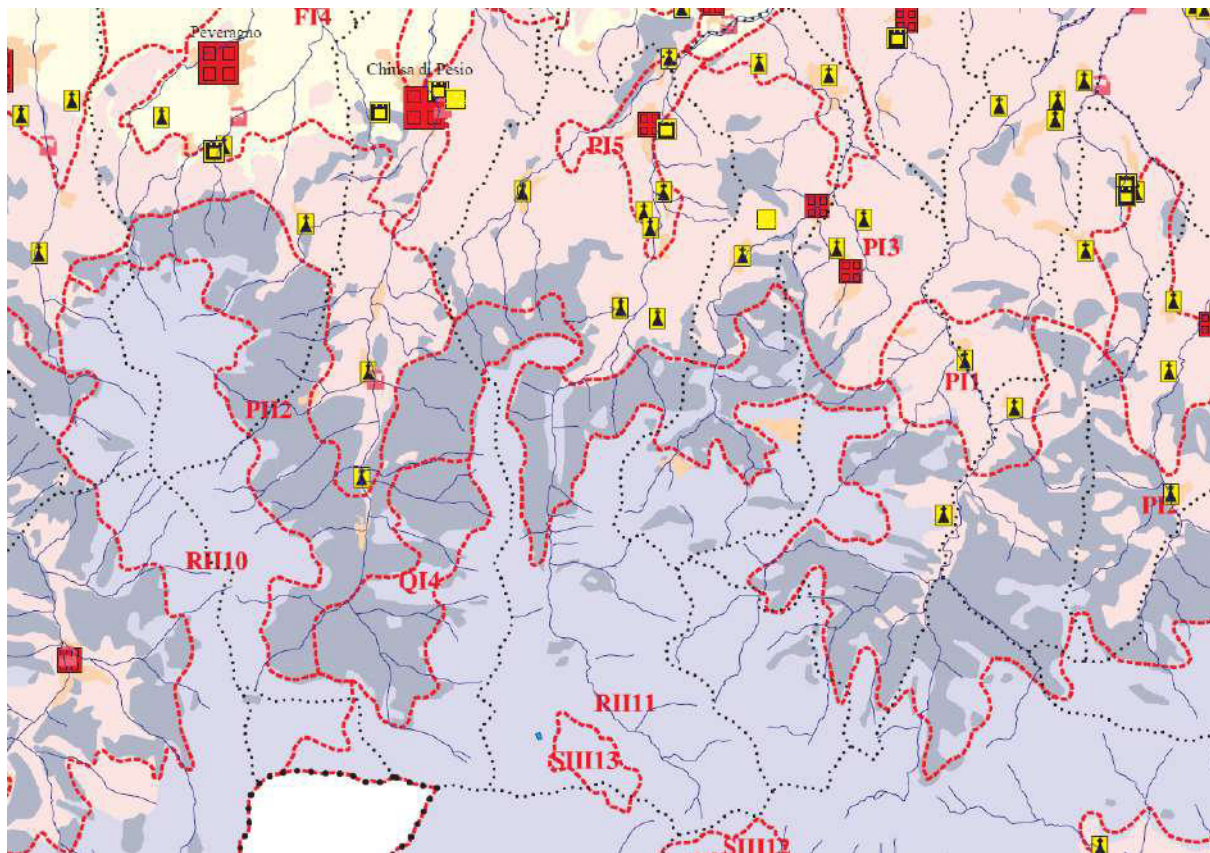 FI4
Peveragno
Chiusa di Pesio
PI5
PI3
PI1
PII2
PI2
RII10
QI4
RII11
SIII13
SIII12